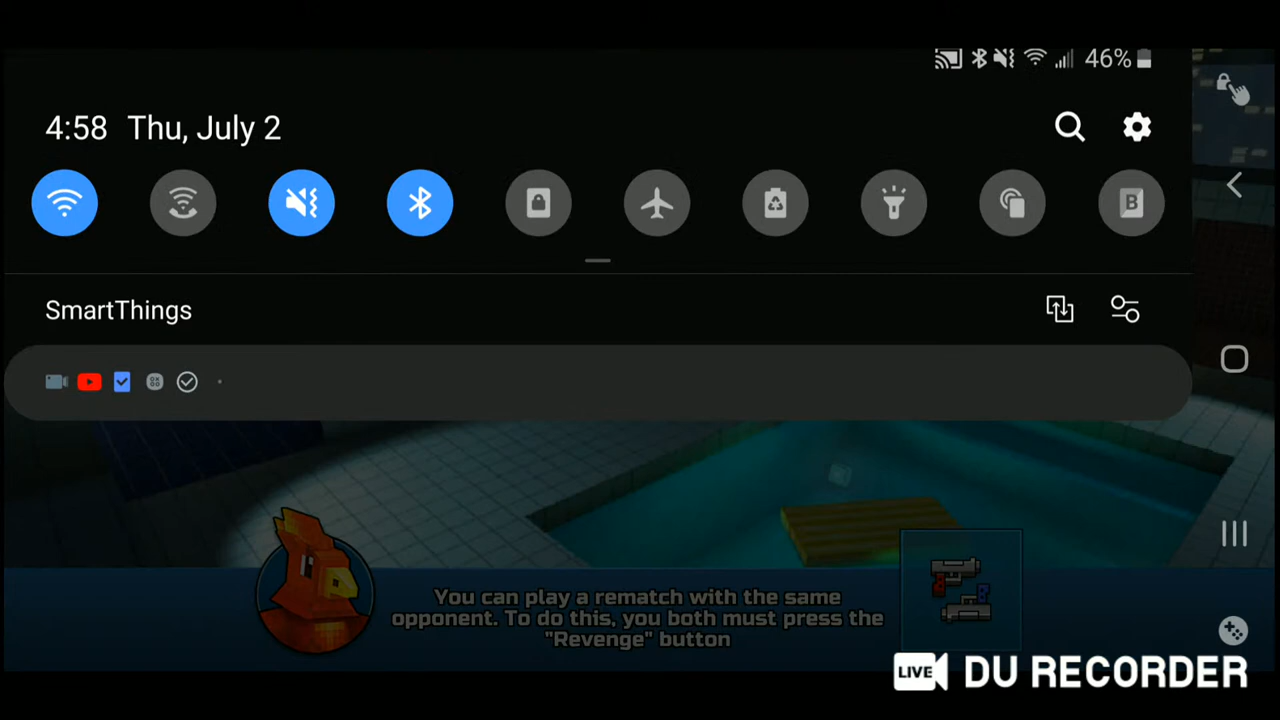 46%
4:58 Thu, July 2
B
SmartThings
You can play a rematch with the same
opponent. To do this, you both must press the
"Revenge" button
LIVE DU RECORDER